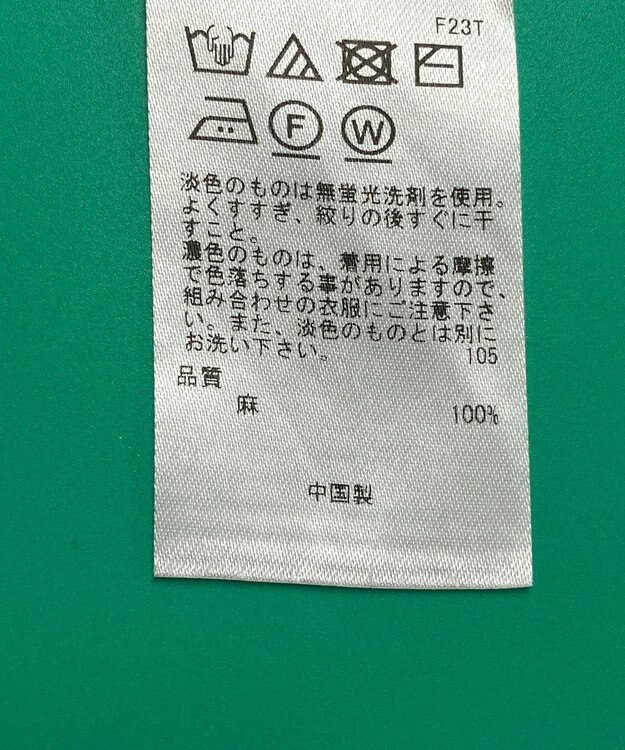 F23T
F W
淡色のものは無蛍光洗剤を使用。
よくすすぎ、絞りの後すぐに干
すこと。
濃色のものは、着用による摩擦
で色落ちする事がありますので、
組み合わせの衣服にご注意下さ
い。また、淡色のものとは別に
お洗い下さい。 105
品質
麻 100%
中国製